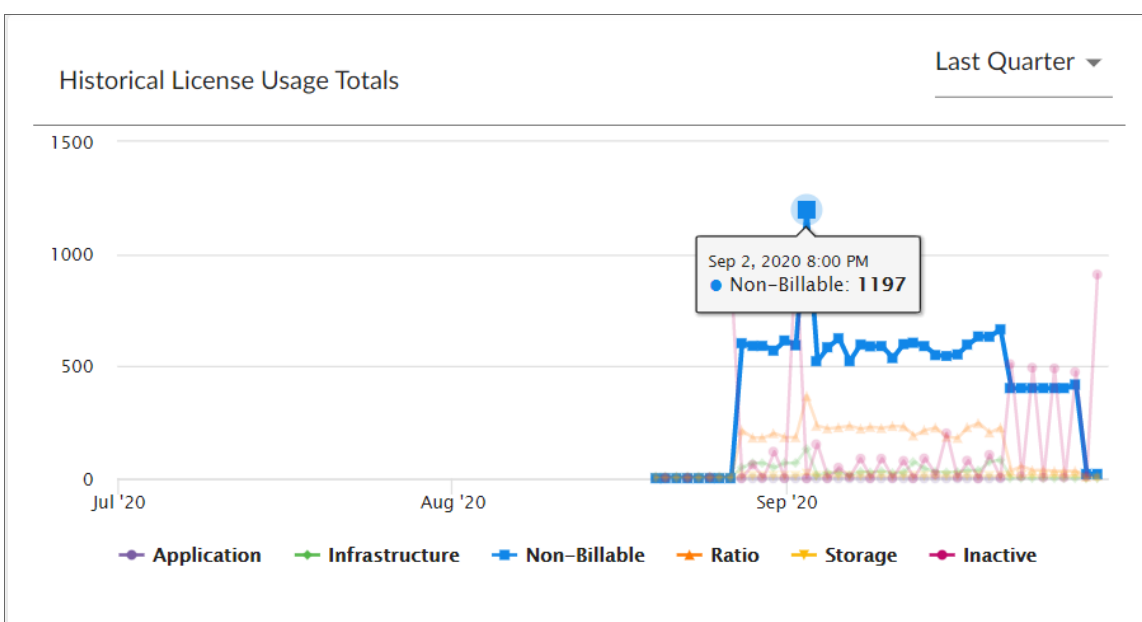 Historical License Usage Totals
Last Quarter
1500
1000
500
0
Sep 2, 2020 8:00 PM
Non-Billable: 1197
Jul '20
Aug '20
Sep '20
Application
Infrastructure
Non-Billable
Ratio
Storage
Inactive